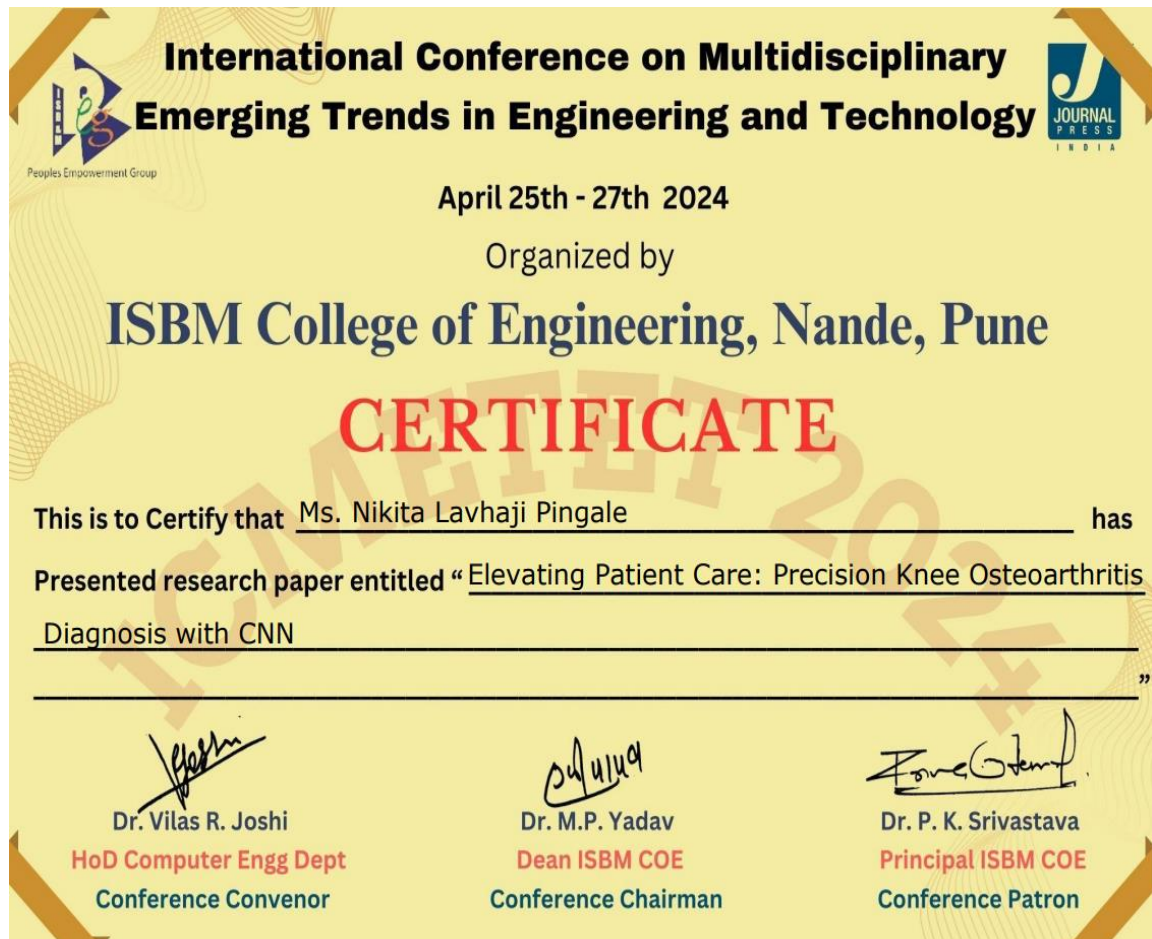 International Conference on Multidisciplinary
Emerging Trends in Engineering and Technology
ISBM
peg
Peoples Empowerment Group
J
JOURNAL
PRESS
INDIA
April 25th - 27th 2024
Organized by
ISBM College of Engineering, Nande, Pune
CERTIFICATE
ICMETET 2024
This is to Certify that Ms. Nikita Lavhaji Pingale has
Presented research paper entitled “ Elevating Patient Care: Precision Knee Osteoarthritis
Diagnosis with CNN
”
Dr. Vilas R. Joshi
HoD Computer Engg Dept
Conference Convenor
Dr. M.P. Yadav
Dean ISBM COE
Conference Chairman
Dr. P. K. Srivastava
Principal ISBM COE
Conference Patron